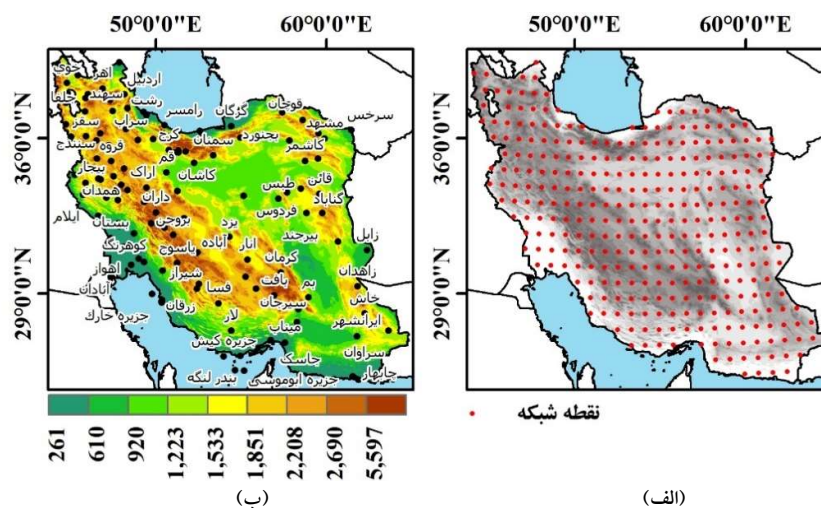 50°0'0"E
60°0'0"E
50°0'0"E
60°0'0"E
36°0'0"N
29°0'0"N
36°0'0"N
29°0'0"N
خوی
اهر
اردبیل
جلفا
سهند
رشت
رامسر
گرگان
قوچان
مشهد
سرخس
سراب
سقز
کرج
سمنان
بجنورد
کاشمر
سنندج
قروه
قم
بیجار
اراک
کاشان
طبس
قائن
گناباد
همدان
داران
فردوس
ایلام
بستان
بروجن
یزد
بیرجند
زابل
کوهرنگ
یاسوج
آباده
انار
کرمان
زاهدان
اهواز
آبادان
شیراز
بافت
بم
خاش
جزیره خارك
زرقان
فسا
سیرجان
ایرانشهر
لار
میناب
سراوان
جزیره کیش
جاسک
چابهار
بندر لنگه
جزیره ابوموسی
261
610
920
1,223
1,533
1,851
2,208
2,690
5,597
نقطه شبکه
(الف)
(ب)